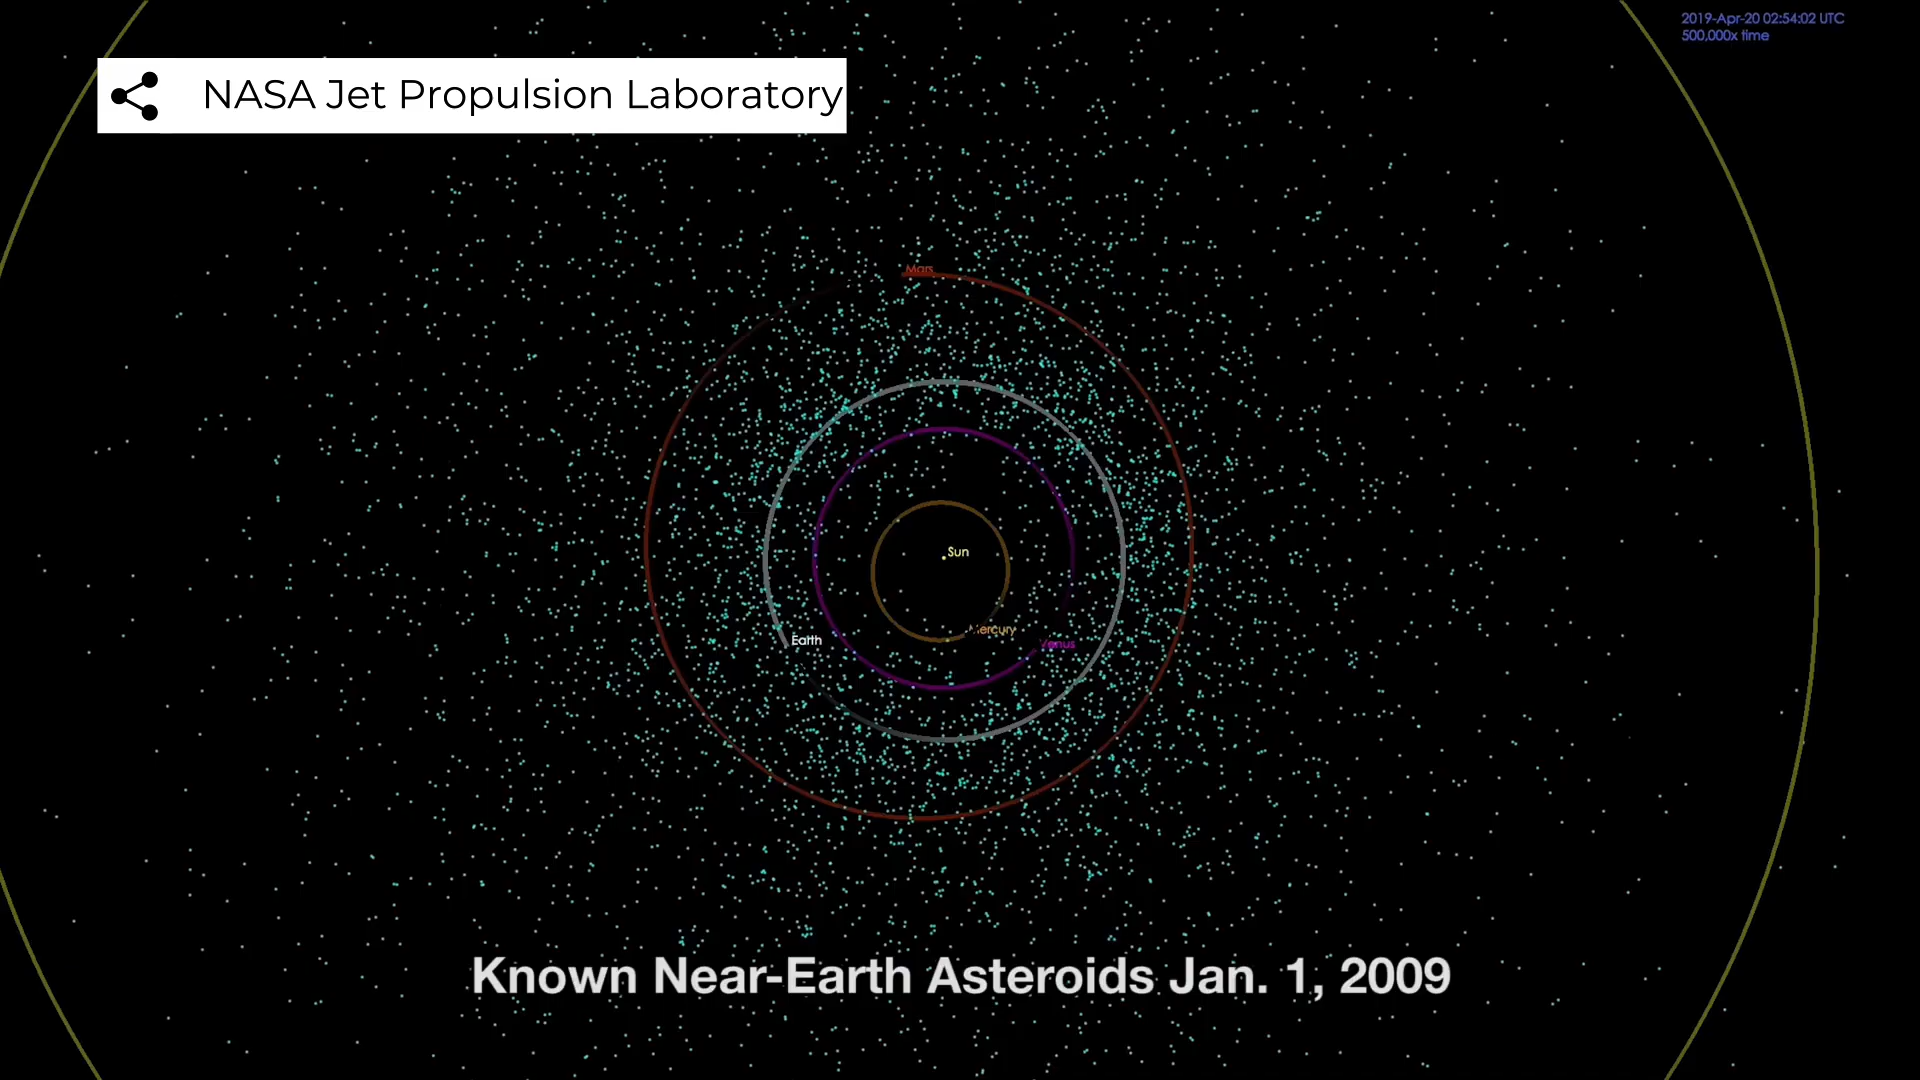 2019-Apr-20 02:54:02 UTC
500,000x time
NASA Jet Propulsion Laboratory
Mars
Sun
Mercury
Earth
Venus
Known Near-Earth Asteroids Jan. 1, 2009